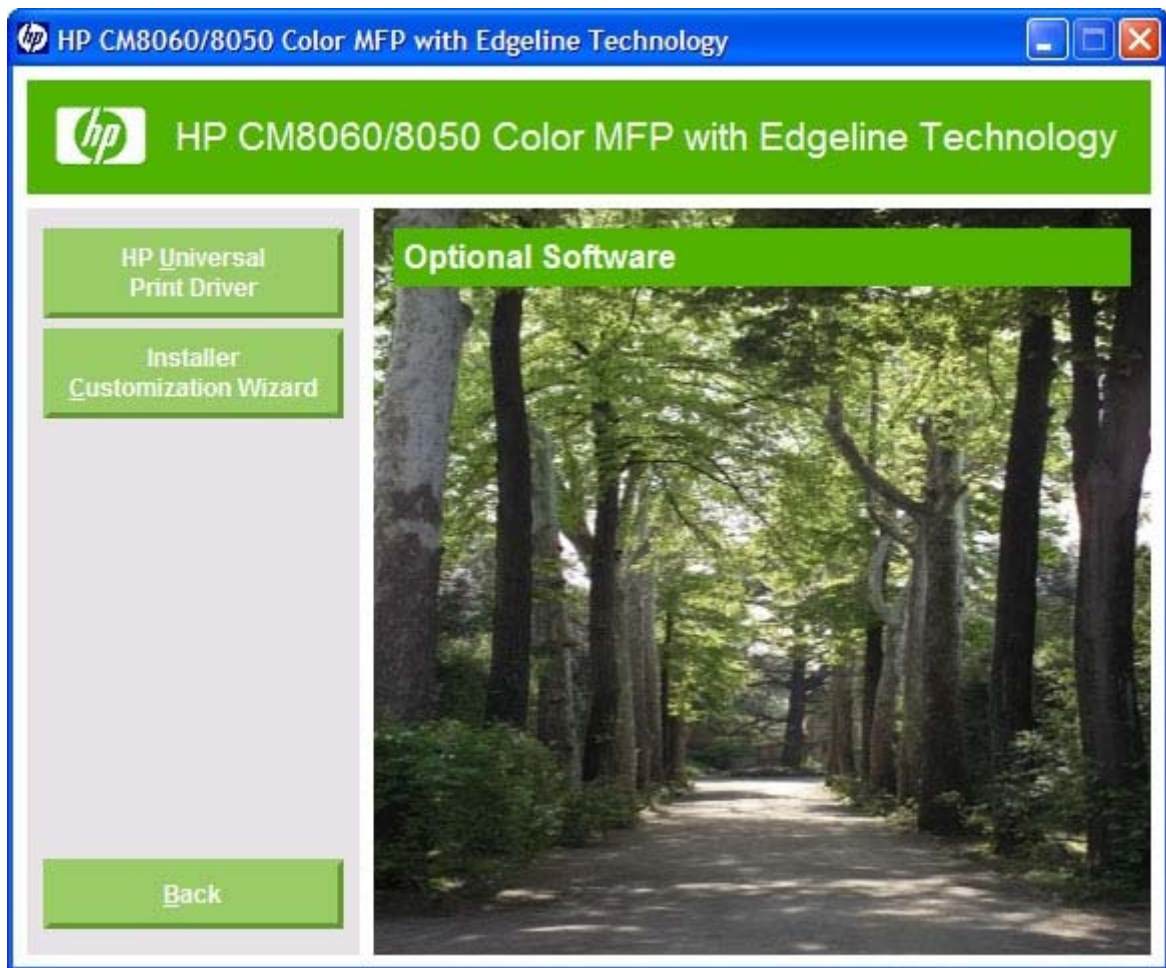 HP CM8060/8050 Color MFP with Edgeline Technology
hp HP CM8060/8050 Color MFP with Edgeline Technology
HP Universal
Print Driver
Installer
Customization Wizard
Optional Software
Back